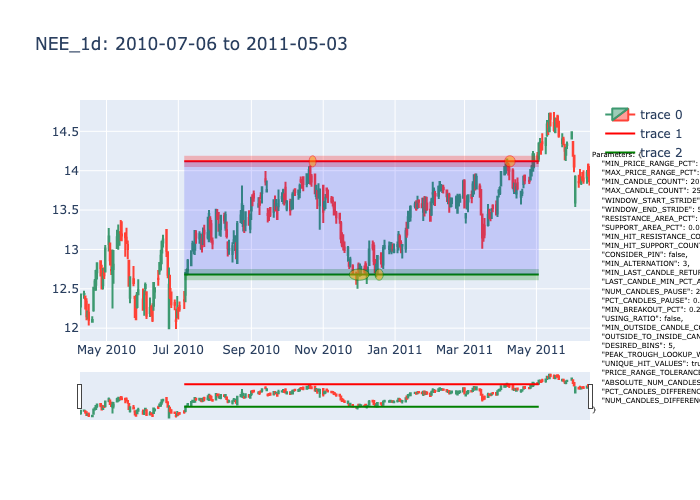 NEE_1d: 2010-07-06 to 2011-05-03
14.5
14
13.5
13
12.5
12
May 2010
Jul 2010
Sep 2010
Nov 2010
Jan 2011
Mar 2011
May 2011
trace 0
trace 1
trace 2
Parameters: {
"MIN_PRICE_RANGE_PCT":
"MAX_PRICE_RANGE_PCT":
"MIN_CANDLE_COUNT": 20
"MAX_CANDLE_COUNT": 25
"WINDOW_START_STRIDE"
"WINDOW_END_STRIDE": 5
"RESISTANCE_AREA_PCT":
"SUPPORT_AREA_PCT": 0.0
"MIN_HIT_RESISTANCE_CO
"MIN_HIT_SUPPORT_COUN
"CONSIDER_PIN": false,
"MIN_ALTERNATION": 3,
"MIN_LAST_CANDLE_RETUR
"LAST_CANDLE_MIN_PCT_A
"NUM_CANDLES_PAUSE": 2
"PCT_CANDLES_PAUSE": 0.
"MIN_BREAKOUT_PCT": 0.2
"USING_RATIO": false,
"MIN_OUTSIDE_CANDLE_CO
"OUTSIDE_TO_INSIDE_CAN
"DESIRED_BINS": 5,
"PEAK_TROUGH_LOOKUP_W
"UNIQUE_HIT_VALUES": tru
"PRICE_RANGE_TOLERANC
"ABSOLUTE_NUM_CANDLES
"PCT_CANDLES_DIFFERENC
"NUM_CANDLES_DIFFEREN
}